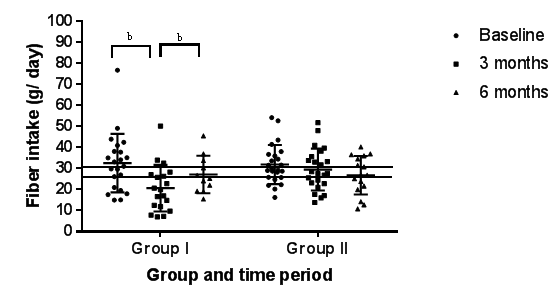 100
90
80
70
60
50
40
30
20
10
0
Fiber intake (g/ day)
b b
Group I Group II
Group and time period
Baseline
3 months
6 months